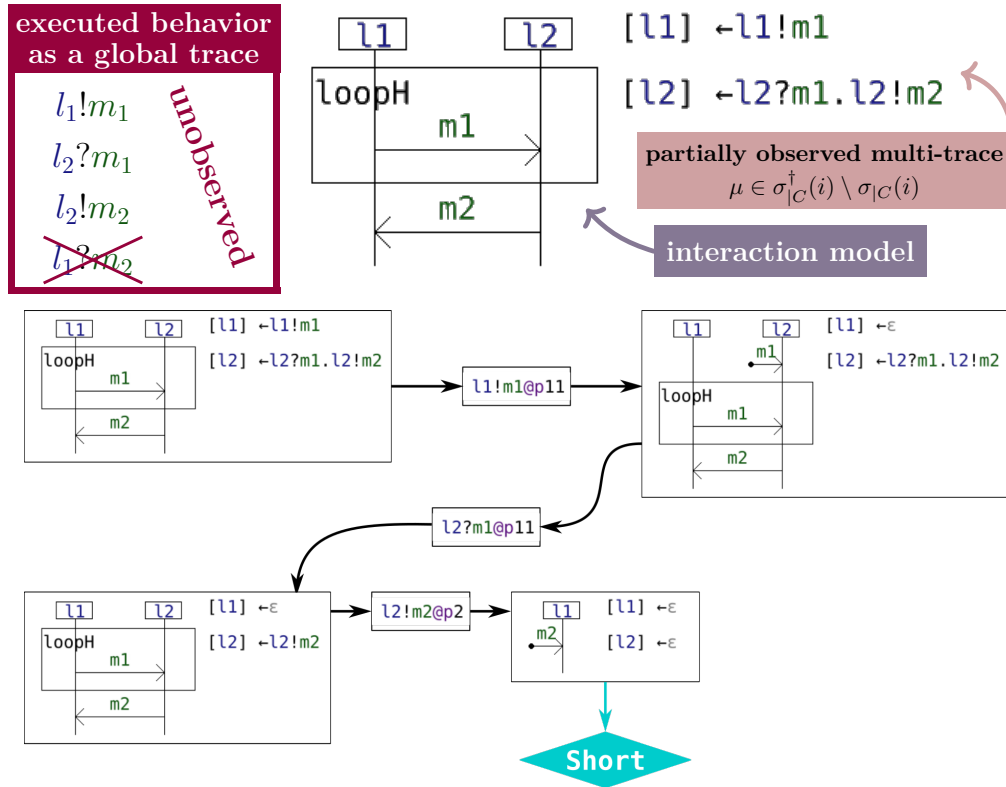 executed behavior
as a global trace
l₁!m₁
l₂?m₁
l₂!m₂
l₁?m₂
unobserved
l1 l2
loopH
m1
m2
[l1] ←l1!m1
[l2] ←l2?m1.l2!m2
partially observed multi-trace
μ ∈ σ†|C(i) \ σ|C(i)
interaction model
l1 l2
loopH
m1
m2
[l1] ←l1!m1
[l2] ←l2?m1.l2!m2
l1!m1@p11
l1 l2
m1
loopH
m1
m2
[l1] ←ε
[l2] ←l2?m1.l2!m2
l2?m1@p11
l1 l2
loopH
m1
m2
[l1] ←ε
[l2] ←l2!m2
l2!m2@p2
l1
m2
[l1] ←ε
[l2] ←ε
Short